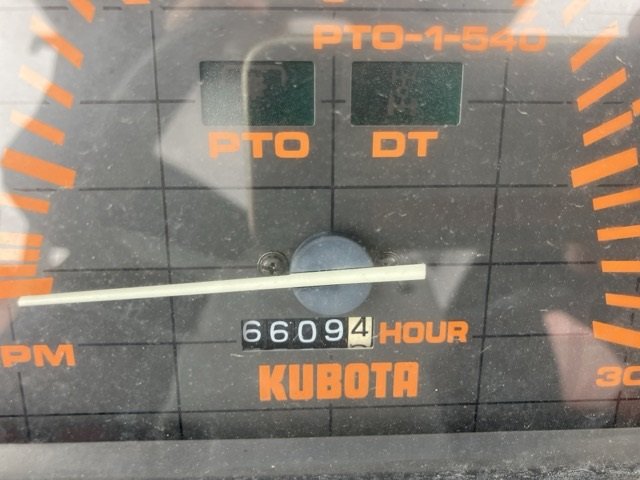 PTO-1-540
PTO DT
66094 HOUR
PM
KUBOTA
30